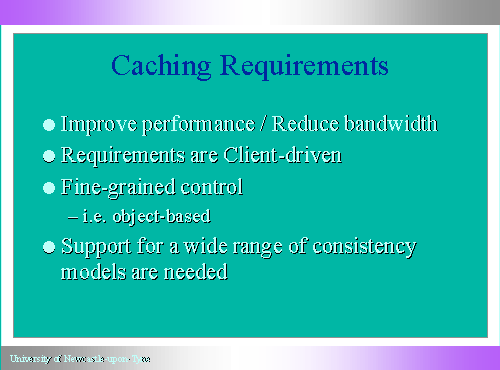 Caching Requirements
● Improve performance / Reduce bandwidth
● Requirements are Client-driven
● Fine-grained control
– i.e. object-based
● Support for a wide range of consistency
models are needed
University of Newcastle upon Tyne